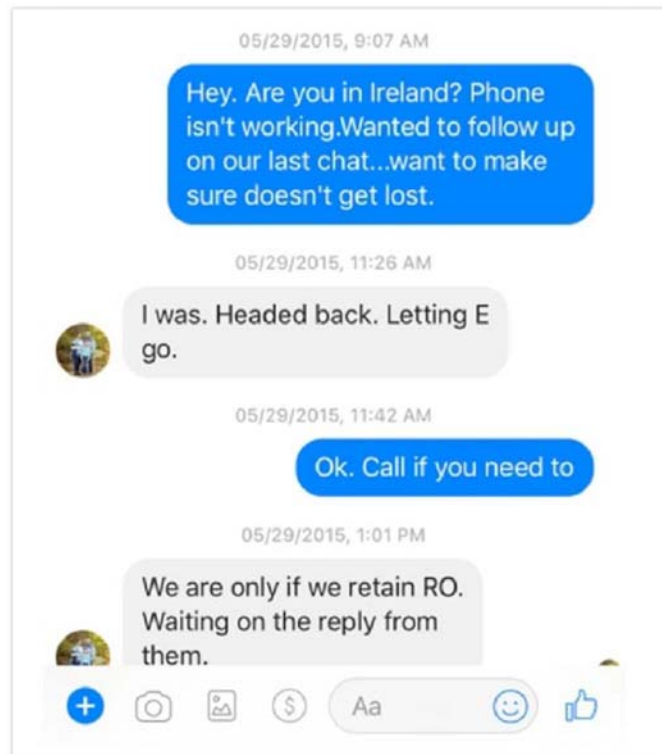 05/29/2015, 9:07 AM
Hey. Are you in Ireland? Phone
isn't working.Wanted to follow up
on our last chat...want to make
sure doesn't get lost.
05/29/2015, 11:26 AM
I was. Headed back. Letting E
go.
05/29/2015, 11:42 AM
Ok. Call if you need to
05/29/2015, 1:01 PM
We are only if we retain RO.
Waiting on the reply from
them.
Aa